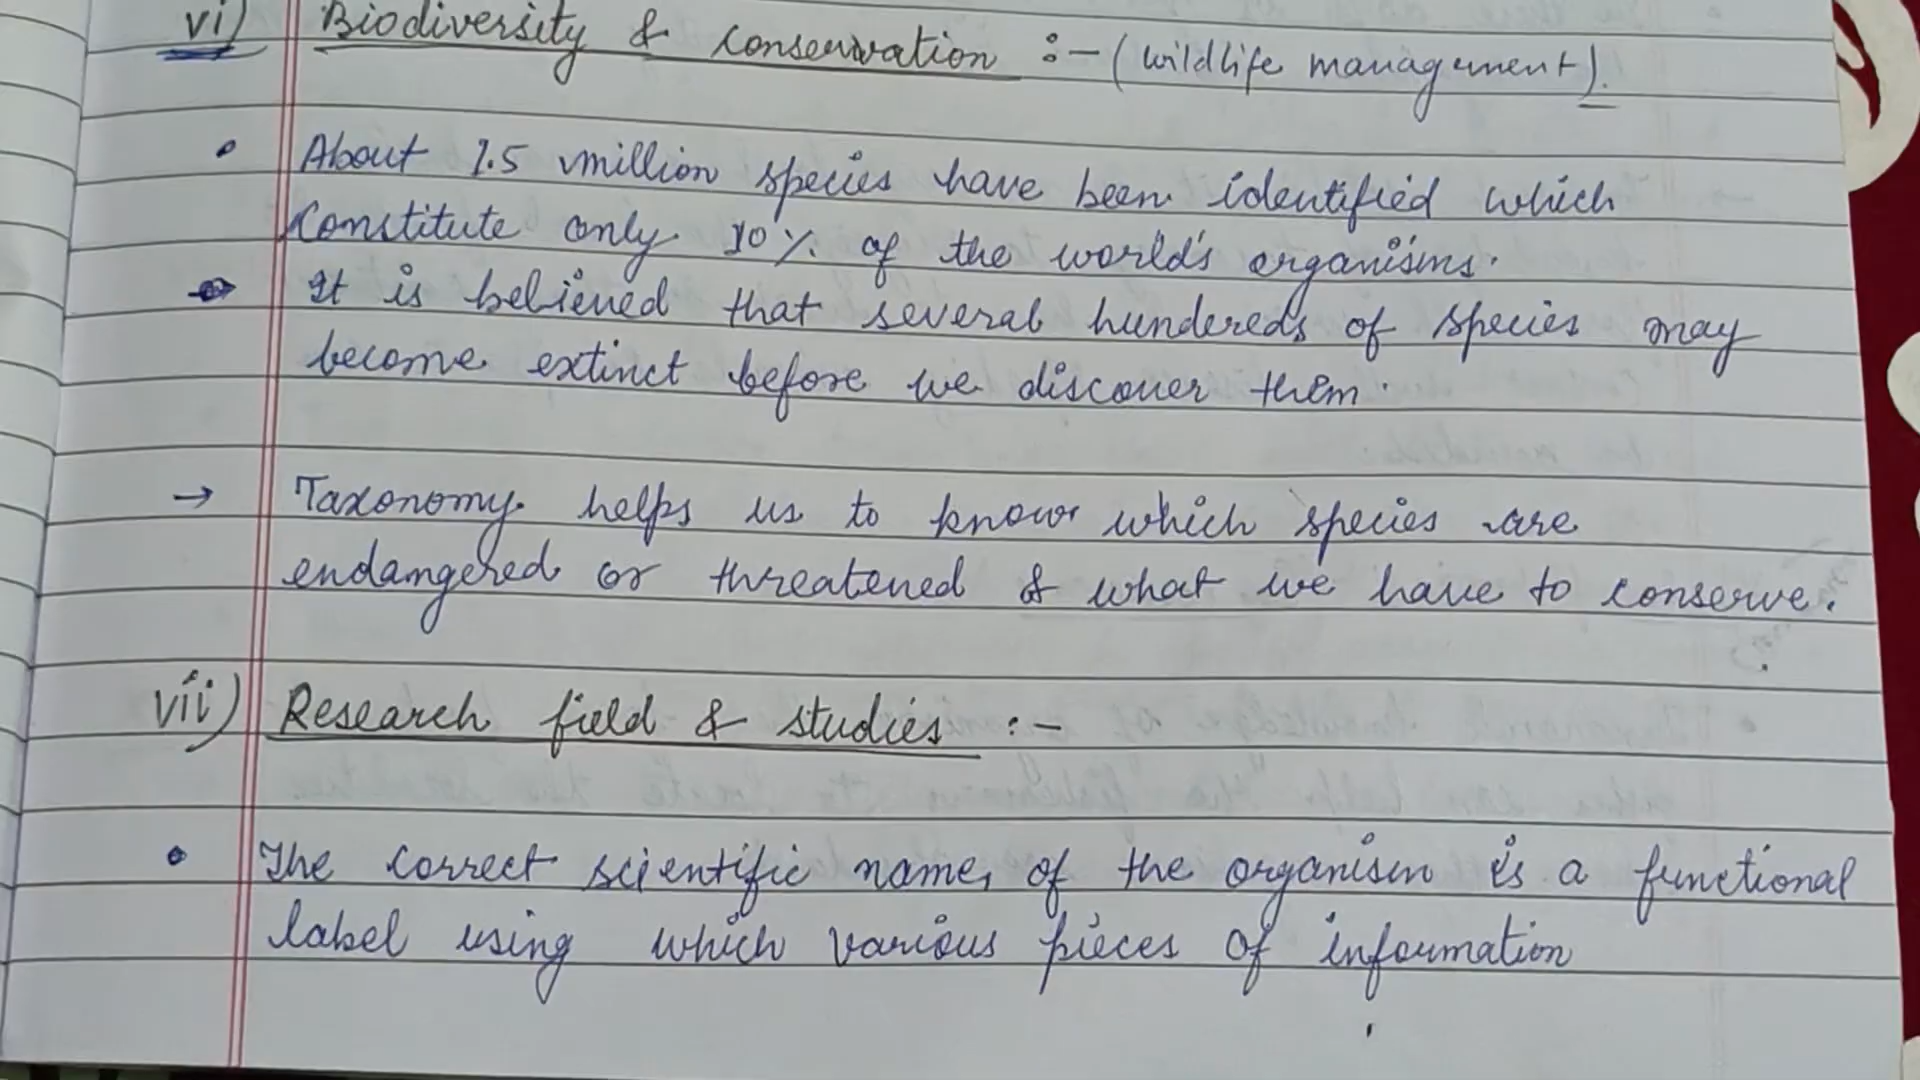 vi) Biodiversity & conservation :- (wildlife management).
• About 1.5 million species have been identified which
constitute only 10% of the world's organisms.
It is believed that several hundereds of species may
become extinct before we discover them.
→ Taxonomy helps us to know which species are
endangered or threatened & what we have to conserve.
vii) Research field & studies :-
• The correct scientific name, of the organism is a functional
label using which various pieces of information